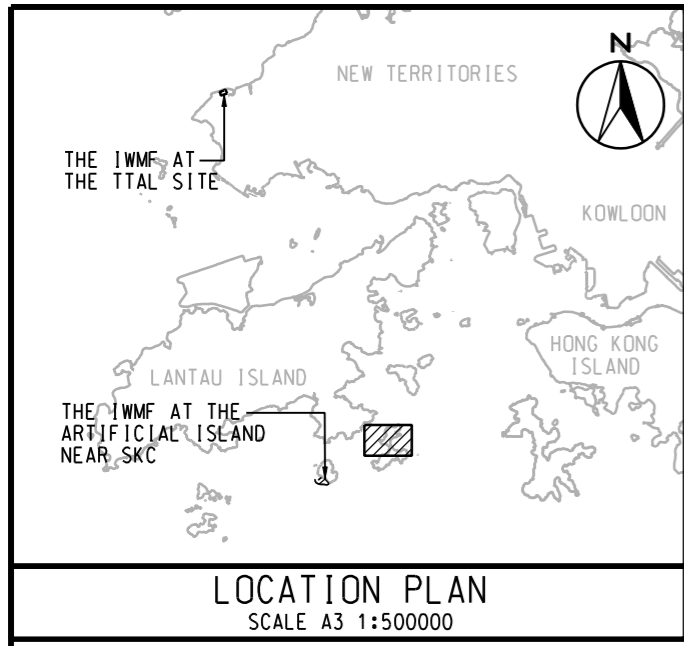 N
NEW TERRITORIES
THE IWMF AT
THE TTAL SITE
KOWLOON
HONG KONG
ISLAND
LANTAU ISLAND
THE IWMF AT THE
ARTIFICIAL ISLAND
NEAR SKC
LOCATION PLAN
SCALE A3 1:500000